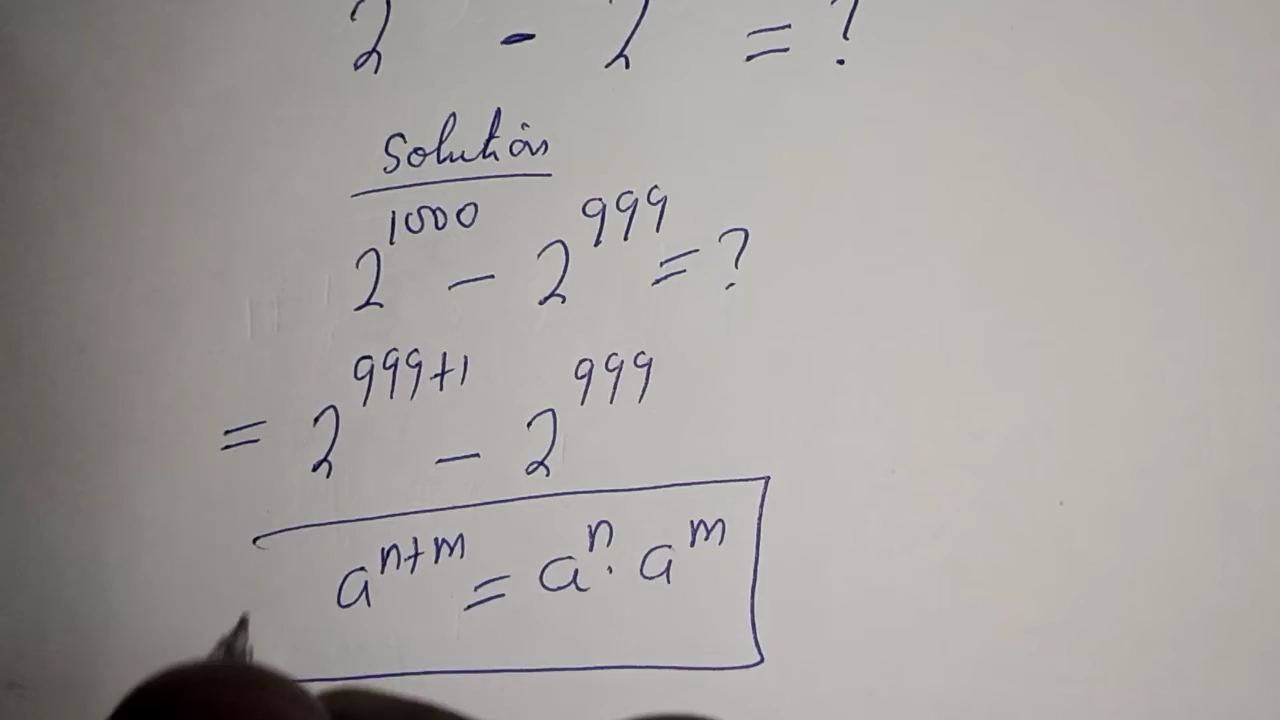 2 - 2 = ?
Solution
2^1000 - 2^999 = ?
= 2^999+1 - 2^999
a^n+m = a^n . a^m